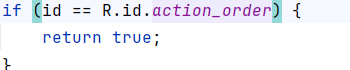 if (id == R.id.action_order) {
    return true;
}